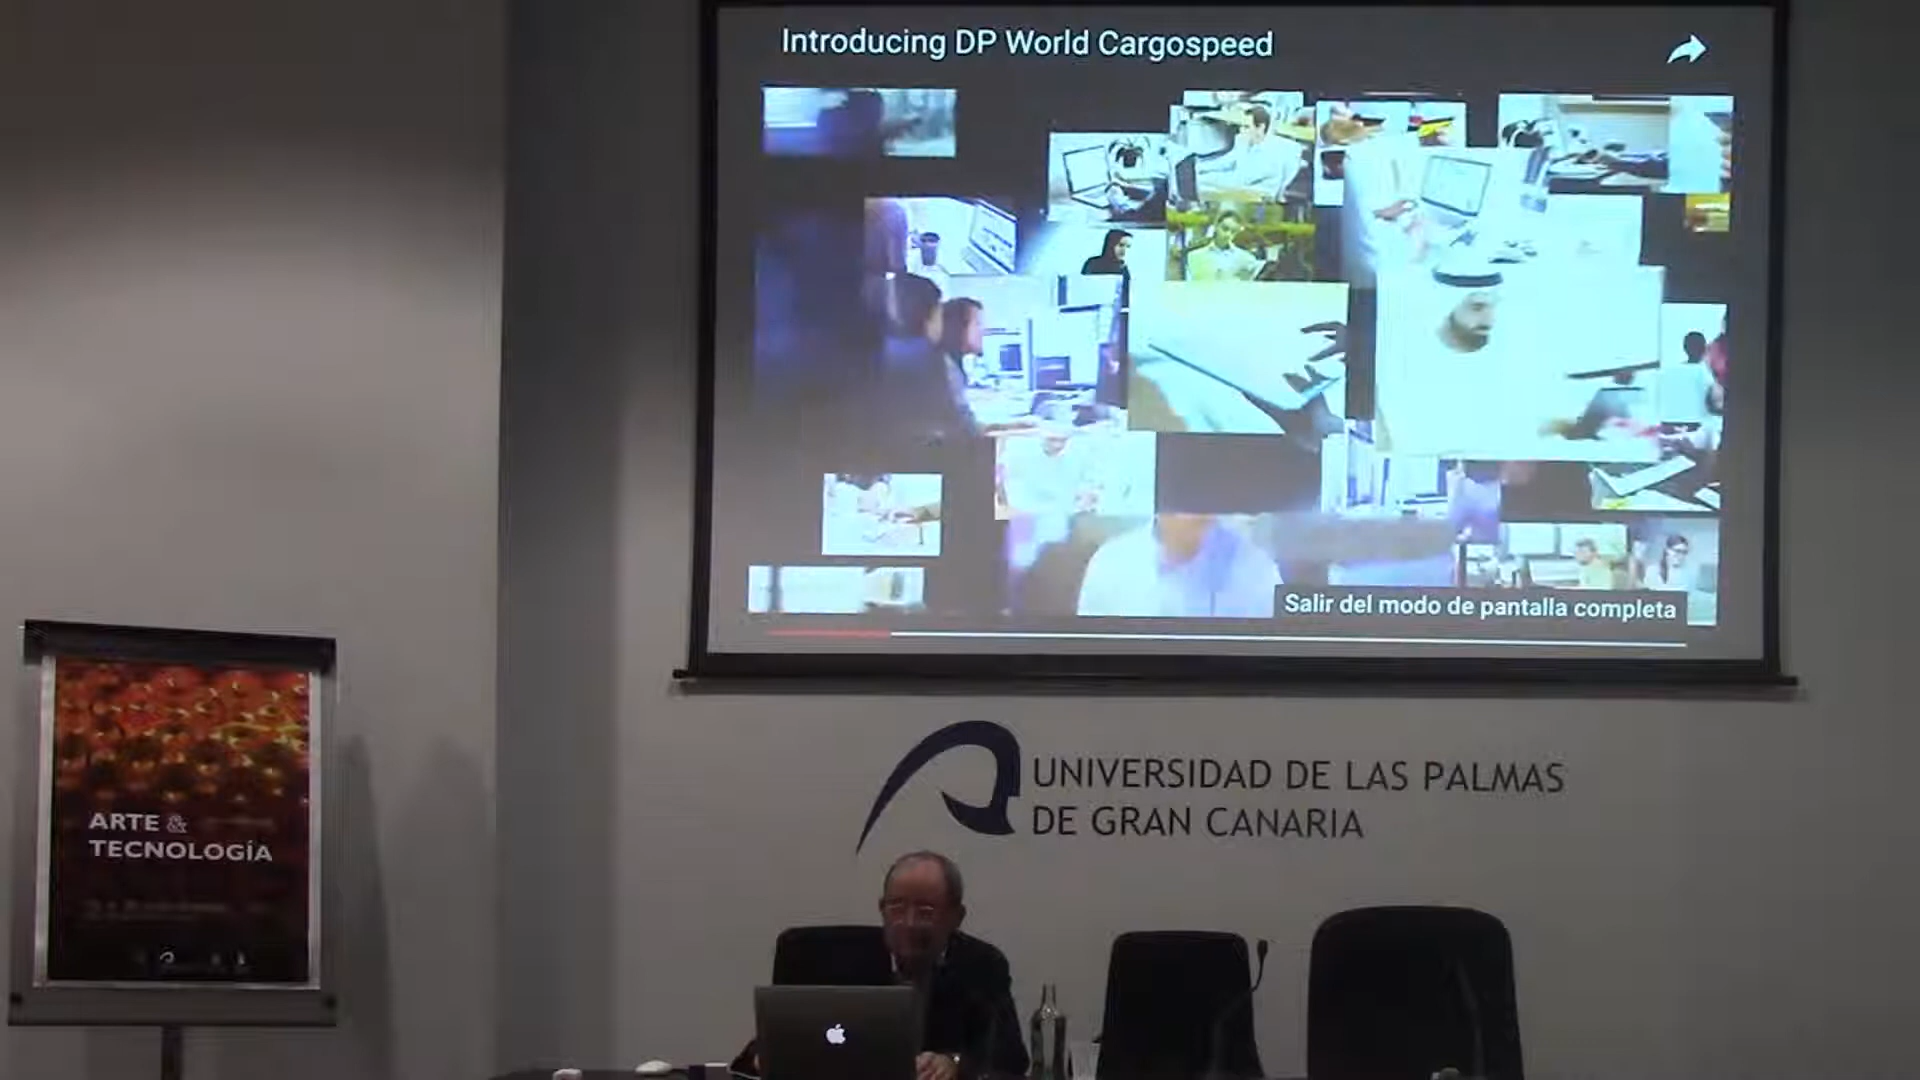 Introducing DP World Cargospeed
Salir del modo de pantalla completa
UNIVERSIDAD DE LAS PALMAS
DE GRAN CANARIA
ARTE &
TECNOLOGÍA